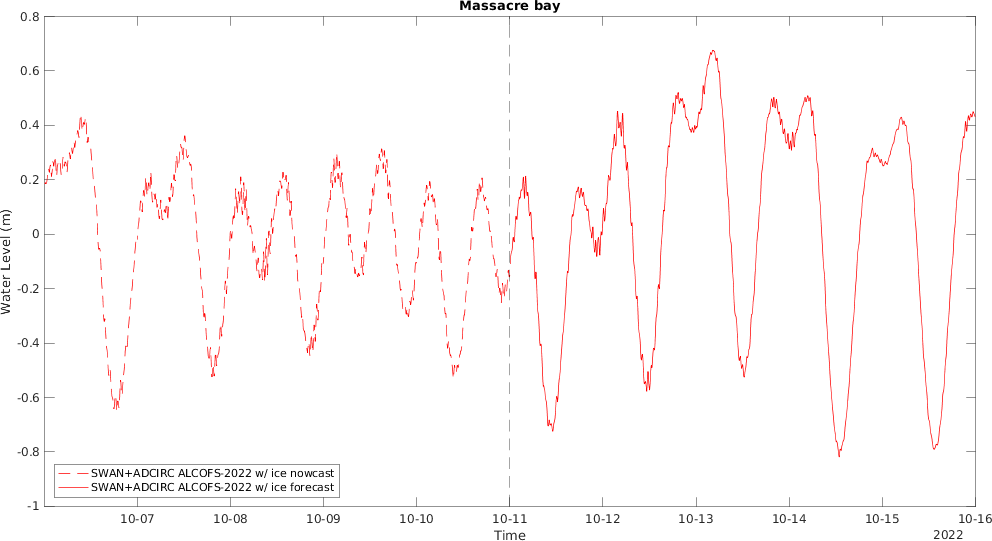 Massacre bay
0.8
0.6
0.4
0.2
0
-0.2
-0.4
-0.6
-0.8
-1
Water Level (m)
SWAN+ADCIRC ALCOFS-2022 w/ ice nowcast
SWAN+ADCIRC ALCOFS-2022 w/ ice forecast
10-07 10-08 10-09 10-10 10-11 10-12 10-13 10-14 10-15 10-16
Time
2022